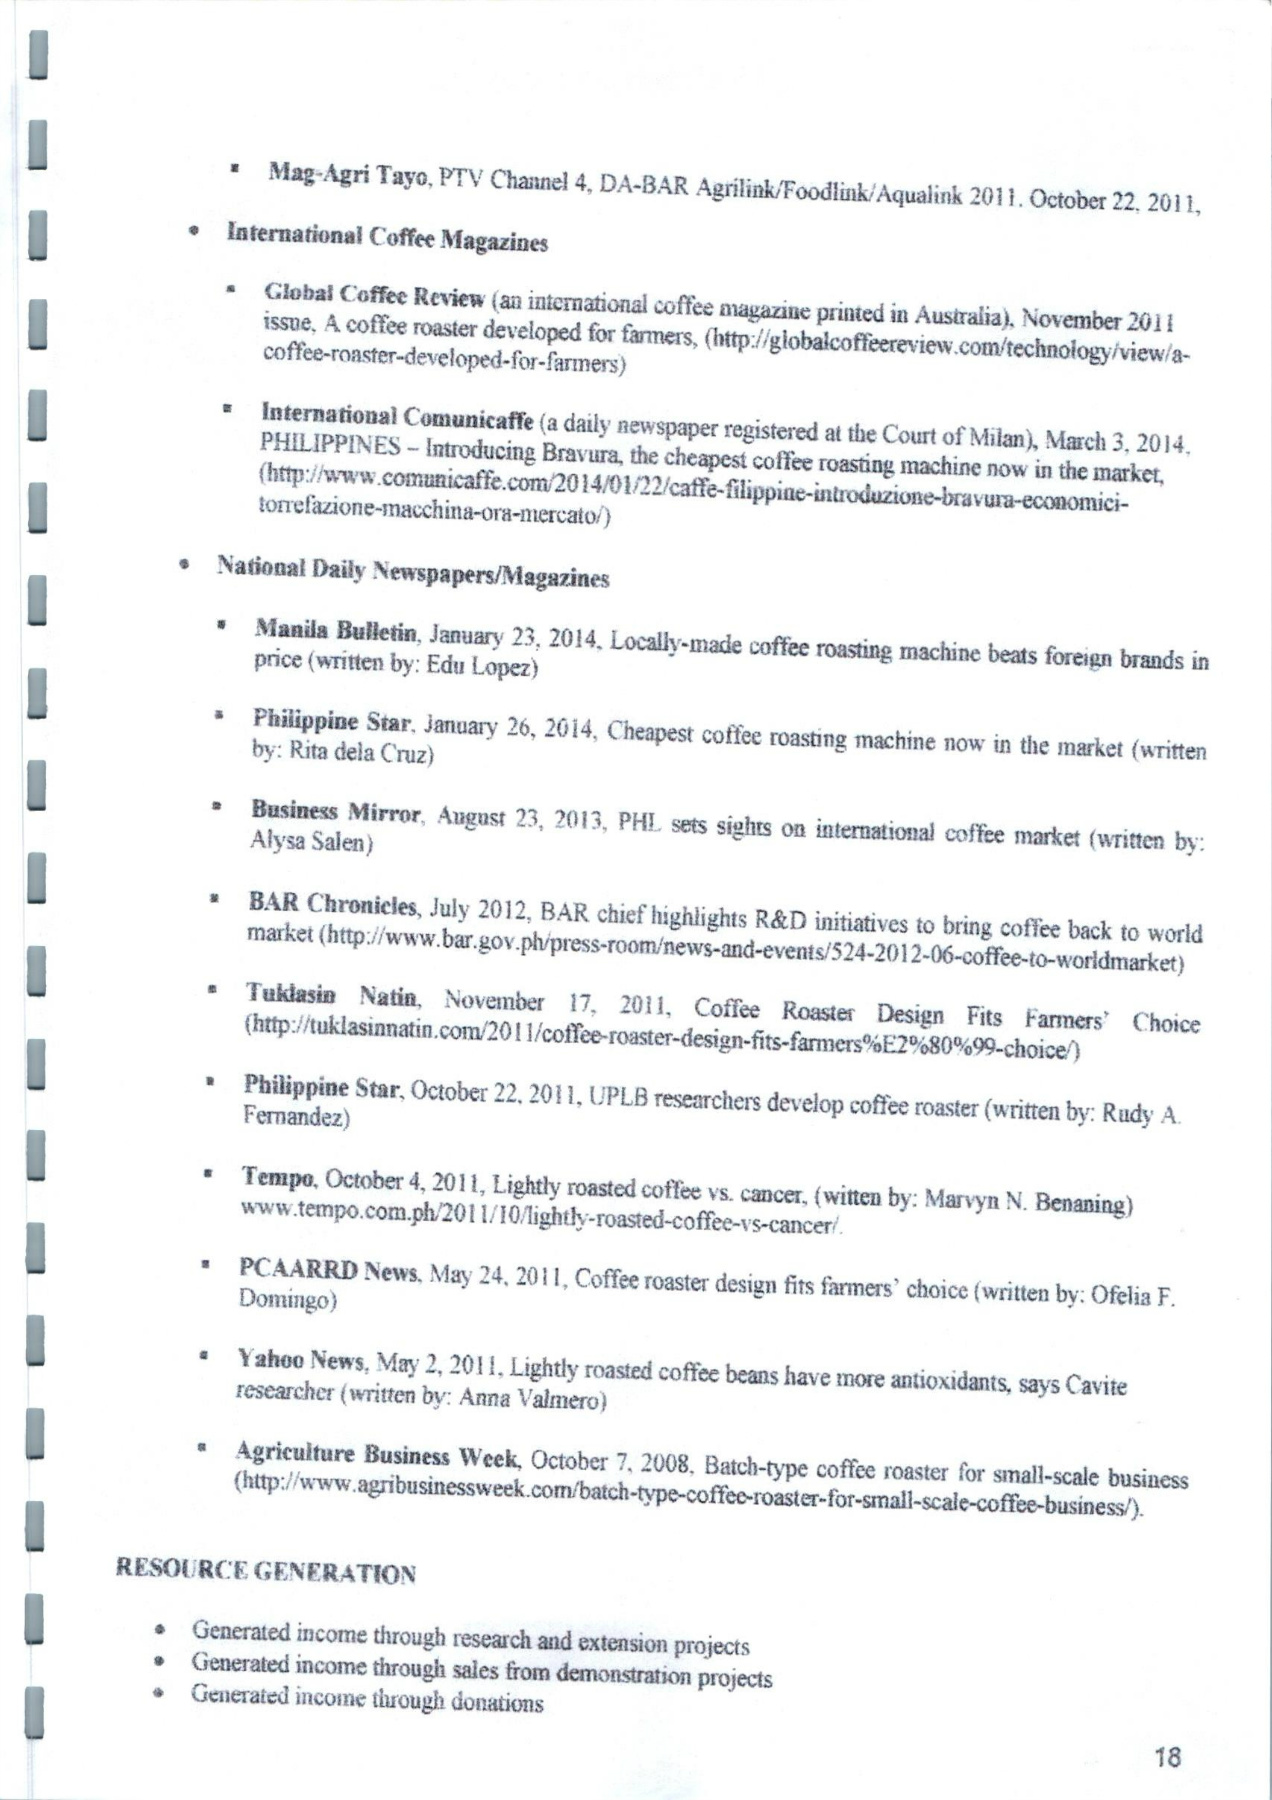 ▪ Mag-Agri Tayo, PTV Channel 4, DA-BAR Agrilink/Foodlink/Aqualink 2011. October 22, 2011,
• International Coffee Magazines
▪ Global Coffee Review (an international coffee magazine printed in Australia), November 2011
issue, A coffee roaster developed for farmers, (http://globalcoffeereview.com/technology/view/a-
coffee-roaster-developed-for-farmers)
▪ International Comunicaffe (a daily newspaper registered at the Court of Milan), March 3, 2014,
PHILIPPINES – Introducing Bravura, the cheapest coffee roasting machine now in the market,
(http://www.comunicaffe.com/2014/01/22/caffe-filippine-introduzione-bravura-economici-
torrefazione-macchina-ora-mercato/)
• National Daily Newspapers/Magazines
▪ Manila Bulletin, January 23, 2014, Locally-made coffee roasting machine beats foreign brands in
price (written by: Edu Lopez)
▪ Philippine Star, January 26, 2014, Cheapest coffee roasting machine now in the market (written
by: Rita dela Cruz)
▪ Business Mirror, August 23, 2013, PHL sets sights on international coffee market (written by:
Alysa Salen)
▪ BAR Chronicles, July 2012, BAR chief highlights R&D initiatives to bring coffee back to world
market (http://www.bar.gov.ph/press-room/news-and-events/524-2012-06-coffee-to-worldmarket)
▪ Tuklasin Natin, November 17, 2011, Coffee Roaster Design Fits Farmers' Choice
(http://tuklasinnatin.com/2011/coffee-roaster-design-fits-farmers%E2%80%99-choice/)
▪ Philippine Star, October 22, 2011, UPLB researchers develop coffee roaster (written by: Rudy A.
Fernandez)
▪ Tempo, October 4, 2011, Lightly roasted coffee vs. cancer, (witten by: Marvyn N. Benaning)
www.tempo.com.ph/2011/10/lightly-roasted-coffee-vs-cancer/.
▪ PCAARRD News, May 24, 2011, Coffee roaster design fits farmers' choice (written by: Ofelia F.
Domingo)
▪ Yahoo News, May 2, 2011, Lightly roasted coffee beans have more antioxidants, says Cavite
researcher (written by: Anna Valmero)
▪ Agriculture Business Week, October 7, 2008, Batch-type coffee roaster for small-scale business
(http://www.agribusinessweek.com/batch-type-coffee-roaster-for-small-scale-coffee-business/).
RESOURCE GENERATION
• Generated income through research and extension projects
• Generated income through sales from demonstration projects
• Generated income through donations
18